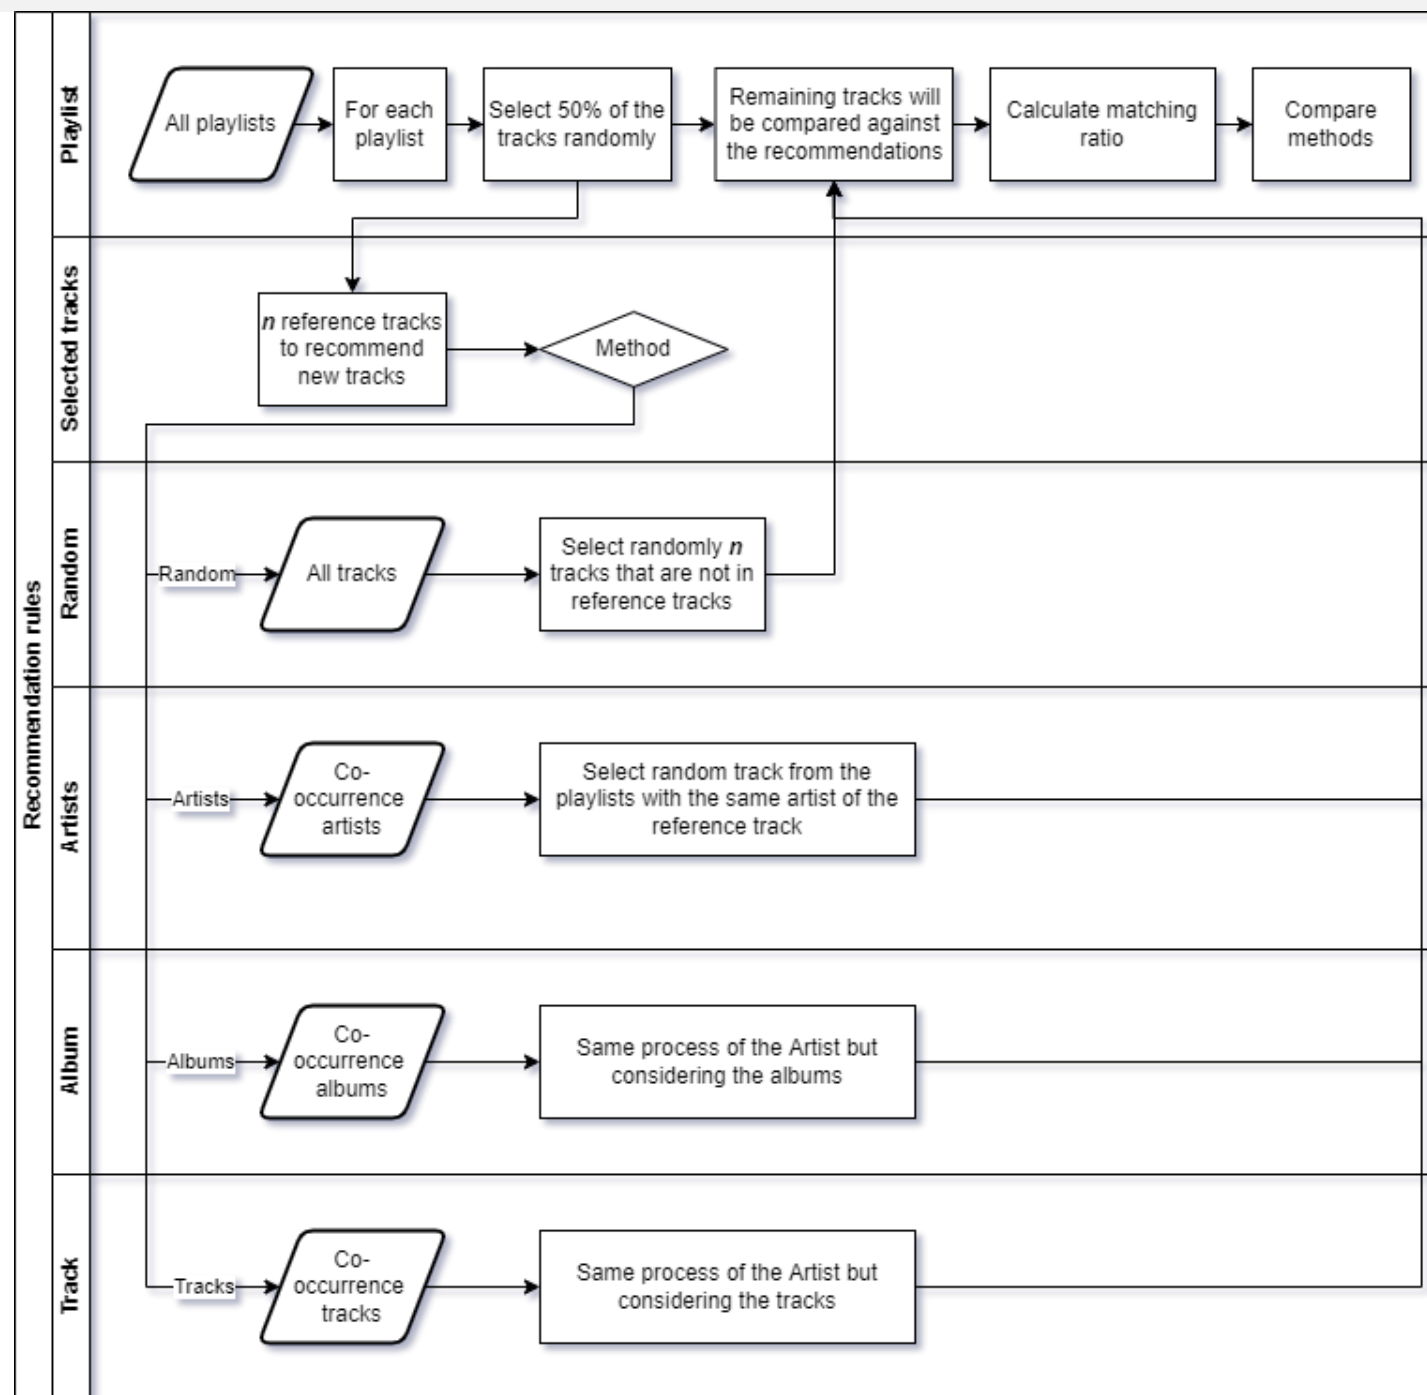 Recommendation rules
Playlist
All playlists
For each
playlist
Select 50% of the
tracks randomly
Remaining tracks will
be compared against
the recommendations
Calculate matching
ratio
Compare
methods
Selected tracks
n reference tracks
to recommend
new tracks
Method
Random
Random
All tracks
Select randomly n
tracks that are not in
reference tracks
Artists
Artists
Co-
occurrence
artists
Select random track from the
playlists with the same artist of the
reference track
Album
Albums
Co-
occurrence
albums
Same process of the Artist but
considering the albums
Track
Tracks
Co-
occurrence
tracks
Same process of the Artist but
considering the tracks